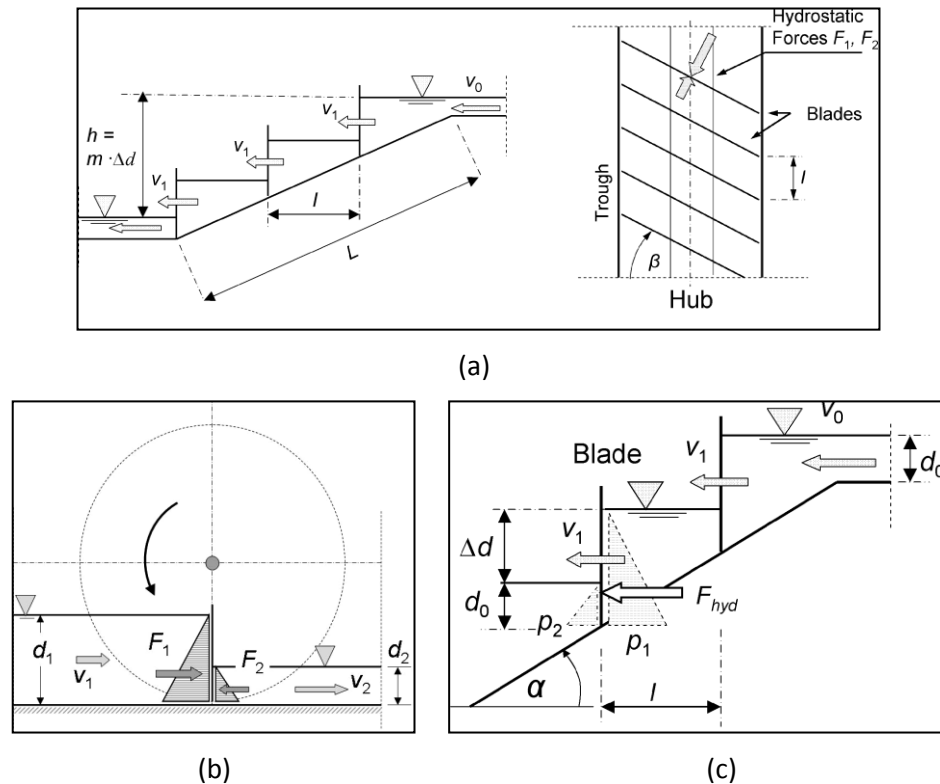 Hydrostatic
Forces F₁, F₂
v₀
v₁
h =
m · Δd
v₁
Blades
v₁
l
Trough
l
L
β
Hub
(a)
v₀
v₁
d₀
Blade
Δd
v₁
d₀
F_hyd
p₂
p₁
α
l
d₁
F₁
F₂
d₂
v₁
v₂
(b)
(c)